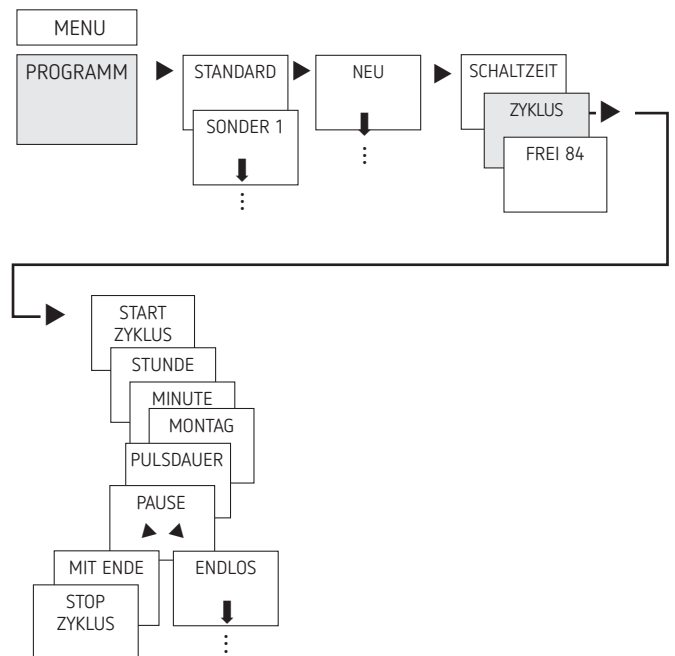 MENU
PROGRAMM
STANDARD
SONDER 1
NEU
SCHALTZEIT
ZYKLUS
FREI 84
START
ZYKLUS
STUNDE
MINUTE
MONTAG
PULSDAUER
PAUSE
MIT ENDE
ENDLOS
STOP
ZYKLUS